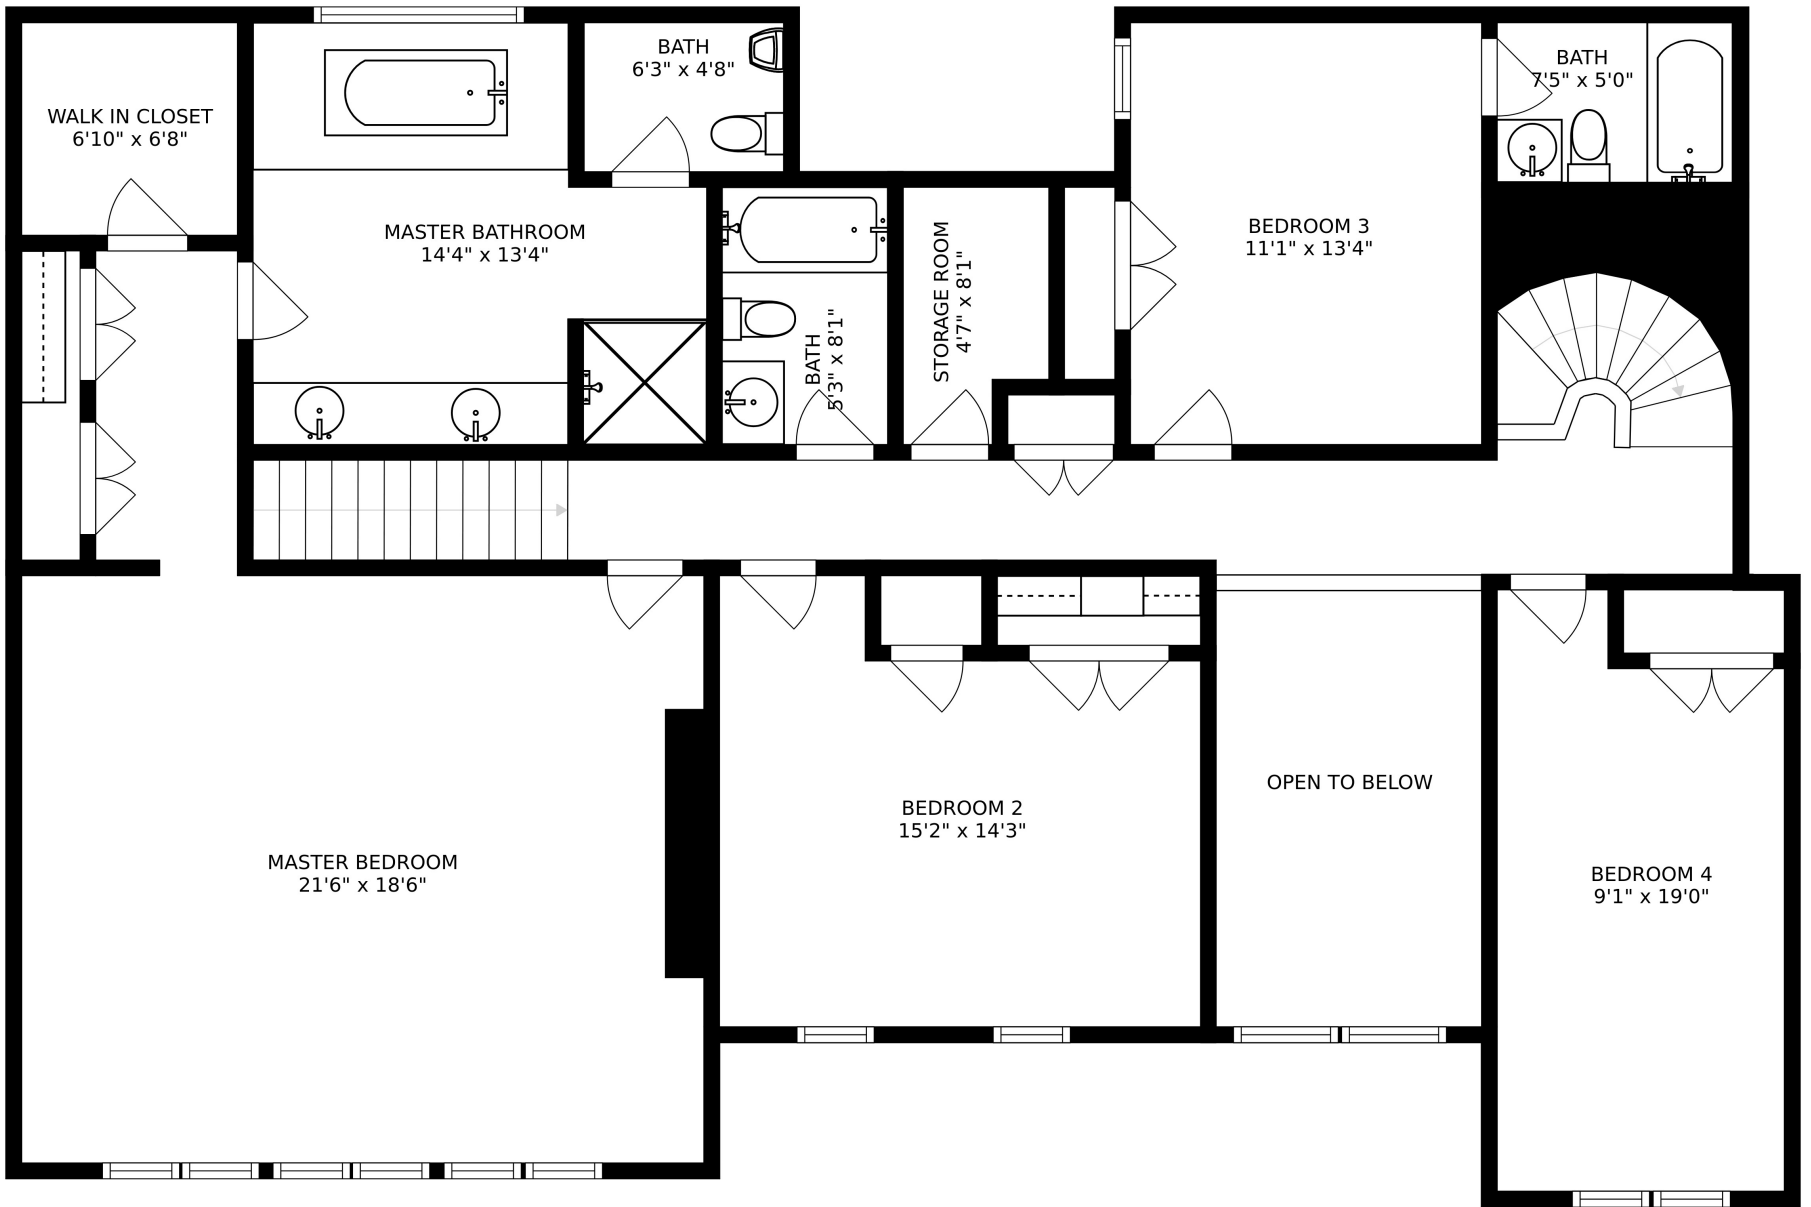 WALK IN CLOSET
6'10" x 6'8"
BATH
6'3" x 4'8"
BATH
7'5" x 5'0"
MASTER BATHROOM
14'4" x 13'4"
BATH
5'3" x 8'1"
STORAGE ROOM
4'7" x 8'1"
BEDROOM 3
11'1" x 13'4"
MASTER BEDROOM
21'6" x 18'6"
BEDROOM 2
15'2" x 14'3"
OPEN TO BELOW
BEDROOM 4
9'1" x 19'0"